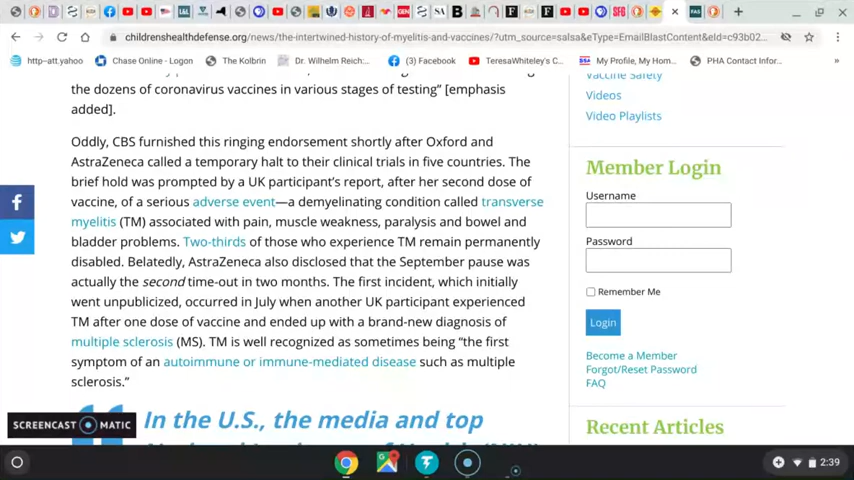 childrenshealthdefense.org/news/the-intertwined-history-of-myelitis-and-vaccines/?utm_source=salsa&eType=EmailBlastContent&eId=c93b02...
http--att.yahoo
Chase Online - Logon
The Kolbrin
Dr. Wilhelm Reich:...
(3) Facebook
TeresaWhiteley's C...
My Profile, My Hom...
PHA Contact Infor...
the dozens of coronavirus vaccines in various stages of testing” [emphasis
added].
Oddly, CBS furnished this ringing endorsement shortly after Oxford and
AstraZeneca called a temporary halt to their clinical trials in five countries. The
brief hold was prompted by a UK participant’s report, after her second dose of
vaccine, of a serious adverse event—a demyelinating condition called transverse
myelitis (TM) associated with pain, muscle weakness, paralysis and bowel and
bladder problems. Two-thirds of those who experience TM remain permanently
disabled. Belatedly, AstraZeneca also disclosed that the September pause was
actually the second time-out in two months. The first incident, which initially
went unpublicized, occurred in July when another UK participant experienced
TM after one dose of vaccine and ended up with a brand-new diagnosis of
multiple sclerosis (MS). TM is well recognized as sometimes being “the first
symptom of an autoimmune or immune-mediated disease such as multiple
sclerosis.”
In the U.S., the media and top
Vaccine Safety
Videos
Video Playlists
Member Login
Username
Password
Remember Me
Login
Become a Member
Forgot/Reset Password
FAQ
Recent Articles
SCREENCAST MATIC
2:39